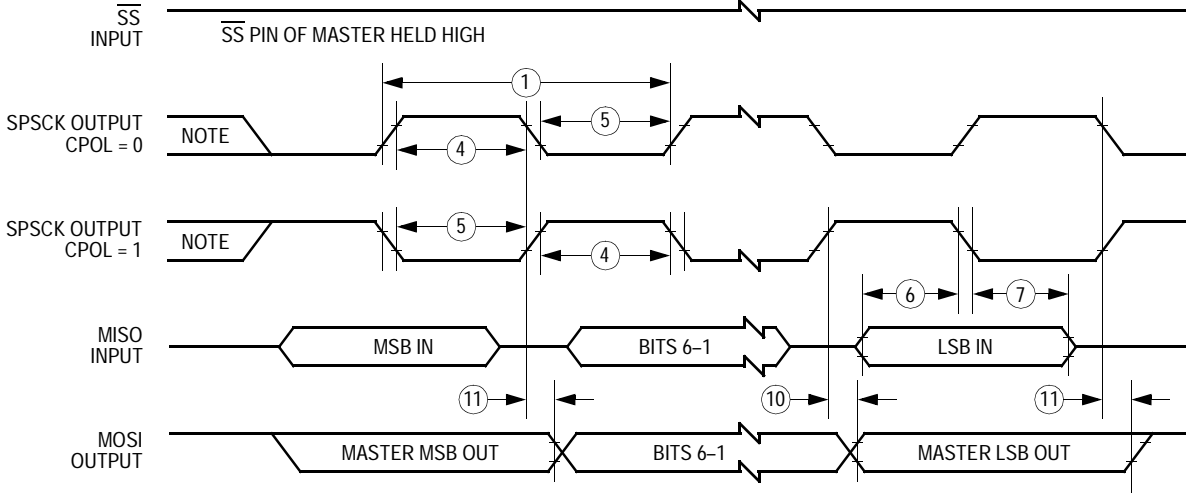 SS
INPUT
SS PIN OF MASTER HELD HIGH
1
SPSCK OUTPUT
CPOL = 0
NOTE
5
4
SPSCK OUTPUT
CPOL = 1
NOTE
5
4
6
7
MISO
INPUT
MSB IN
BITS 6–1
LSB IN
11
10
11
MOSI
OUTPUT
MASTER MSB OUT
BITS 6–1
MASTER LSB OUT